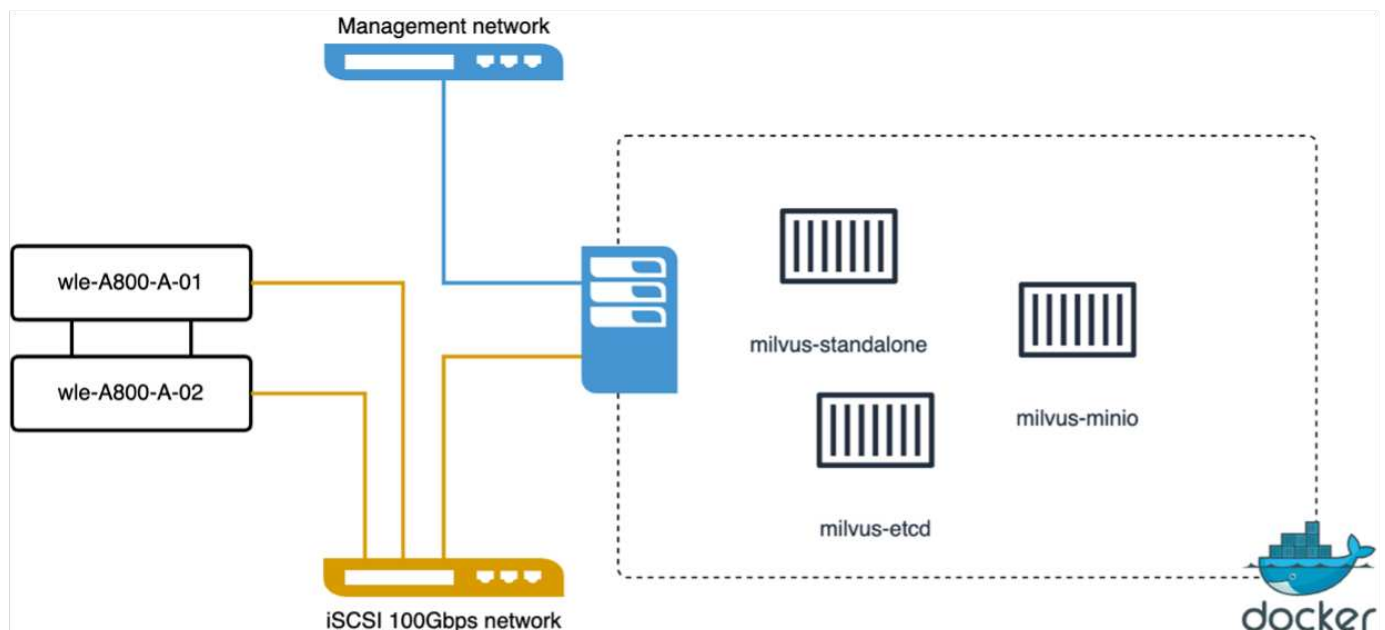 Management network
wle-A800-A-01
wle-A800-A-02
milvus-standalone
milvus-minio
milvus-etcd
iSCSI 100Gbps network
docker